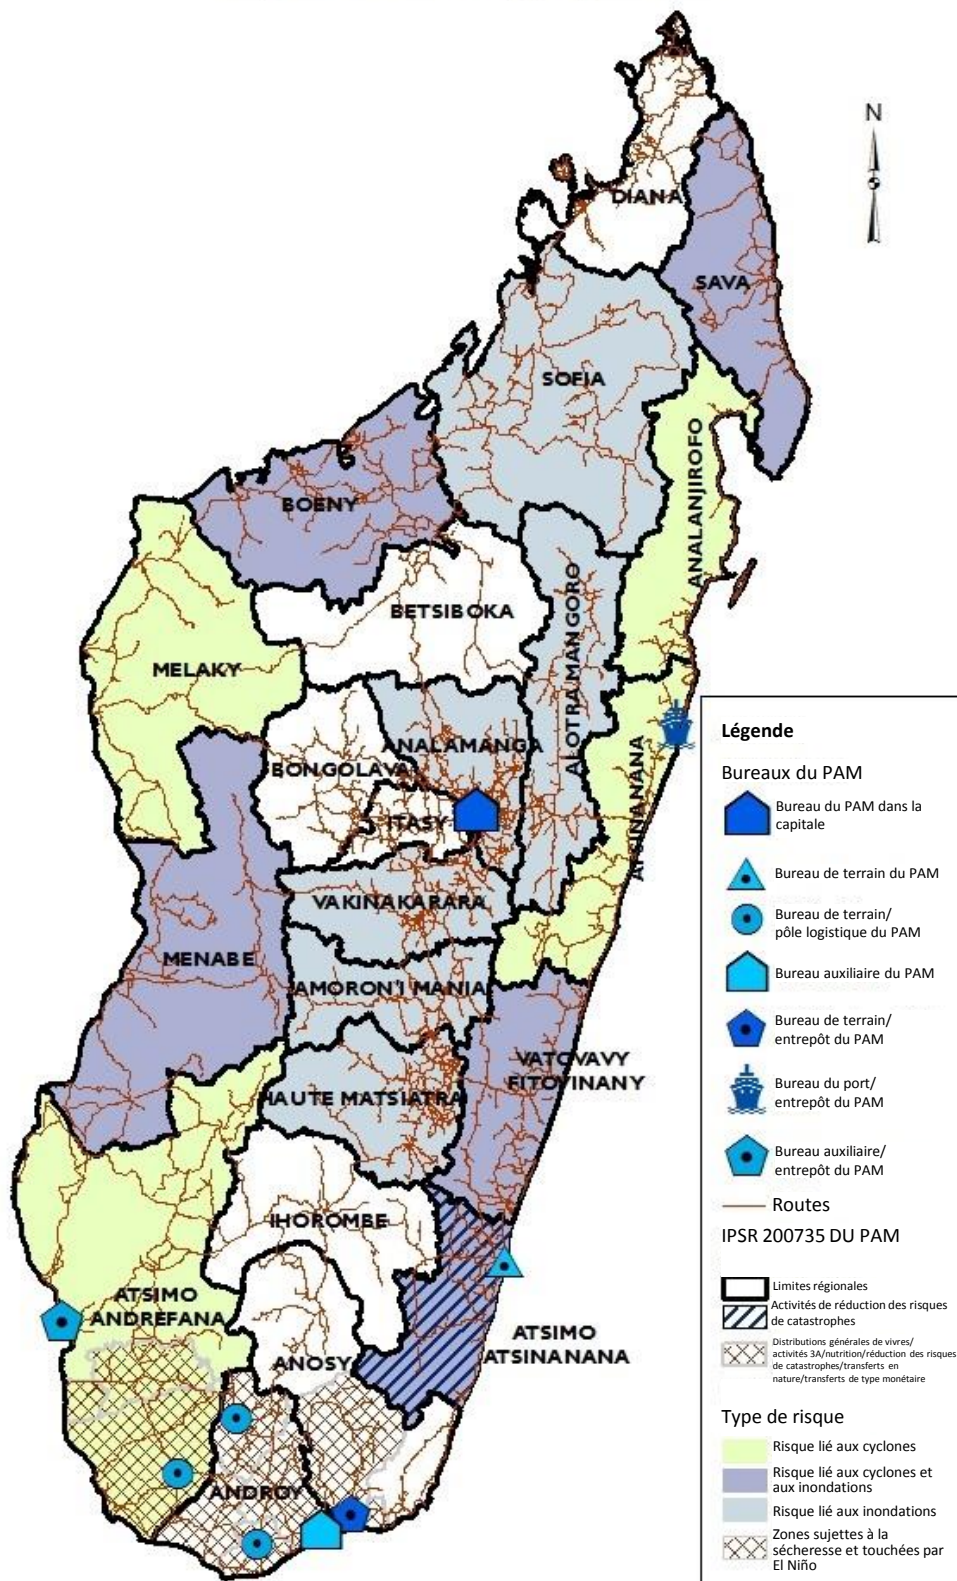 N
DIANA
SAVA
SOFIA
ANALANJIROFO
BOENY
BETSIBOKA
ALOTRAMANGORO
MELAKY
ANALAMANGA
BONGOLAVA
ITASY
ATSINANANA
VAKINAKARARA
MENABE
AMORON'I MANIA
VATOVAVY
FITOVINANY
HAUTE MATSIATRA
IHOROMBE
ATSIMO
ANDREFANA
ATSIMO
ATSINANANA
ANOSY
ANDROY
Légende
Bureaux du PAM
Bureau du PAM dans la
capitale
Bureau de terrain du PAM
Bureau de terrain/
pôle logistique du PAM
Bureau auxiliaire du PAM
Bureau de terrain/
entrepôt du PAM
Bureau du port/
entrepôt du PAM
Bureau auxiliaire/
entrepôt du PAM
Routes
IPSR 200735 DU PAM
Limites régionales
Activités de réduction des risques
de catastrophes
Distributions générales de vivres/
activités 3A/nutrition/réduction des risques
de catastrophes/transferts en
nature/transferts de type monétaire
Type de risque
Risque lié aux cyclones
Risque lié aux cyclones et
aux inondations
Risque lié aux inondations
Zones sujettes à la
sécheresse et touchées par
El Niño